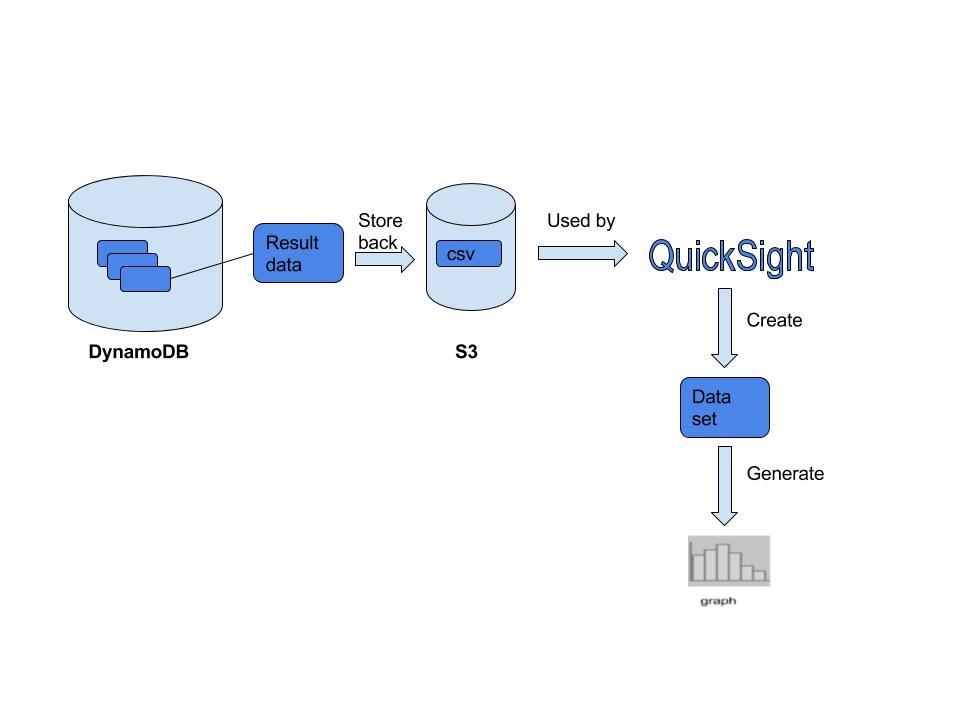 Result
data
Store
back
csv
Used by
QuickSight
DynamoDB
S3
Create
Data
set
Generate
graph